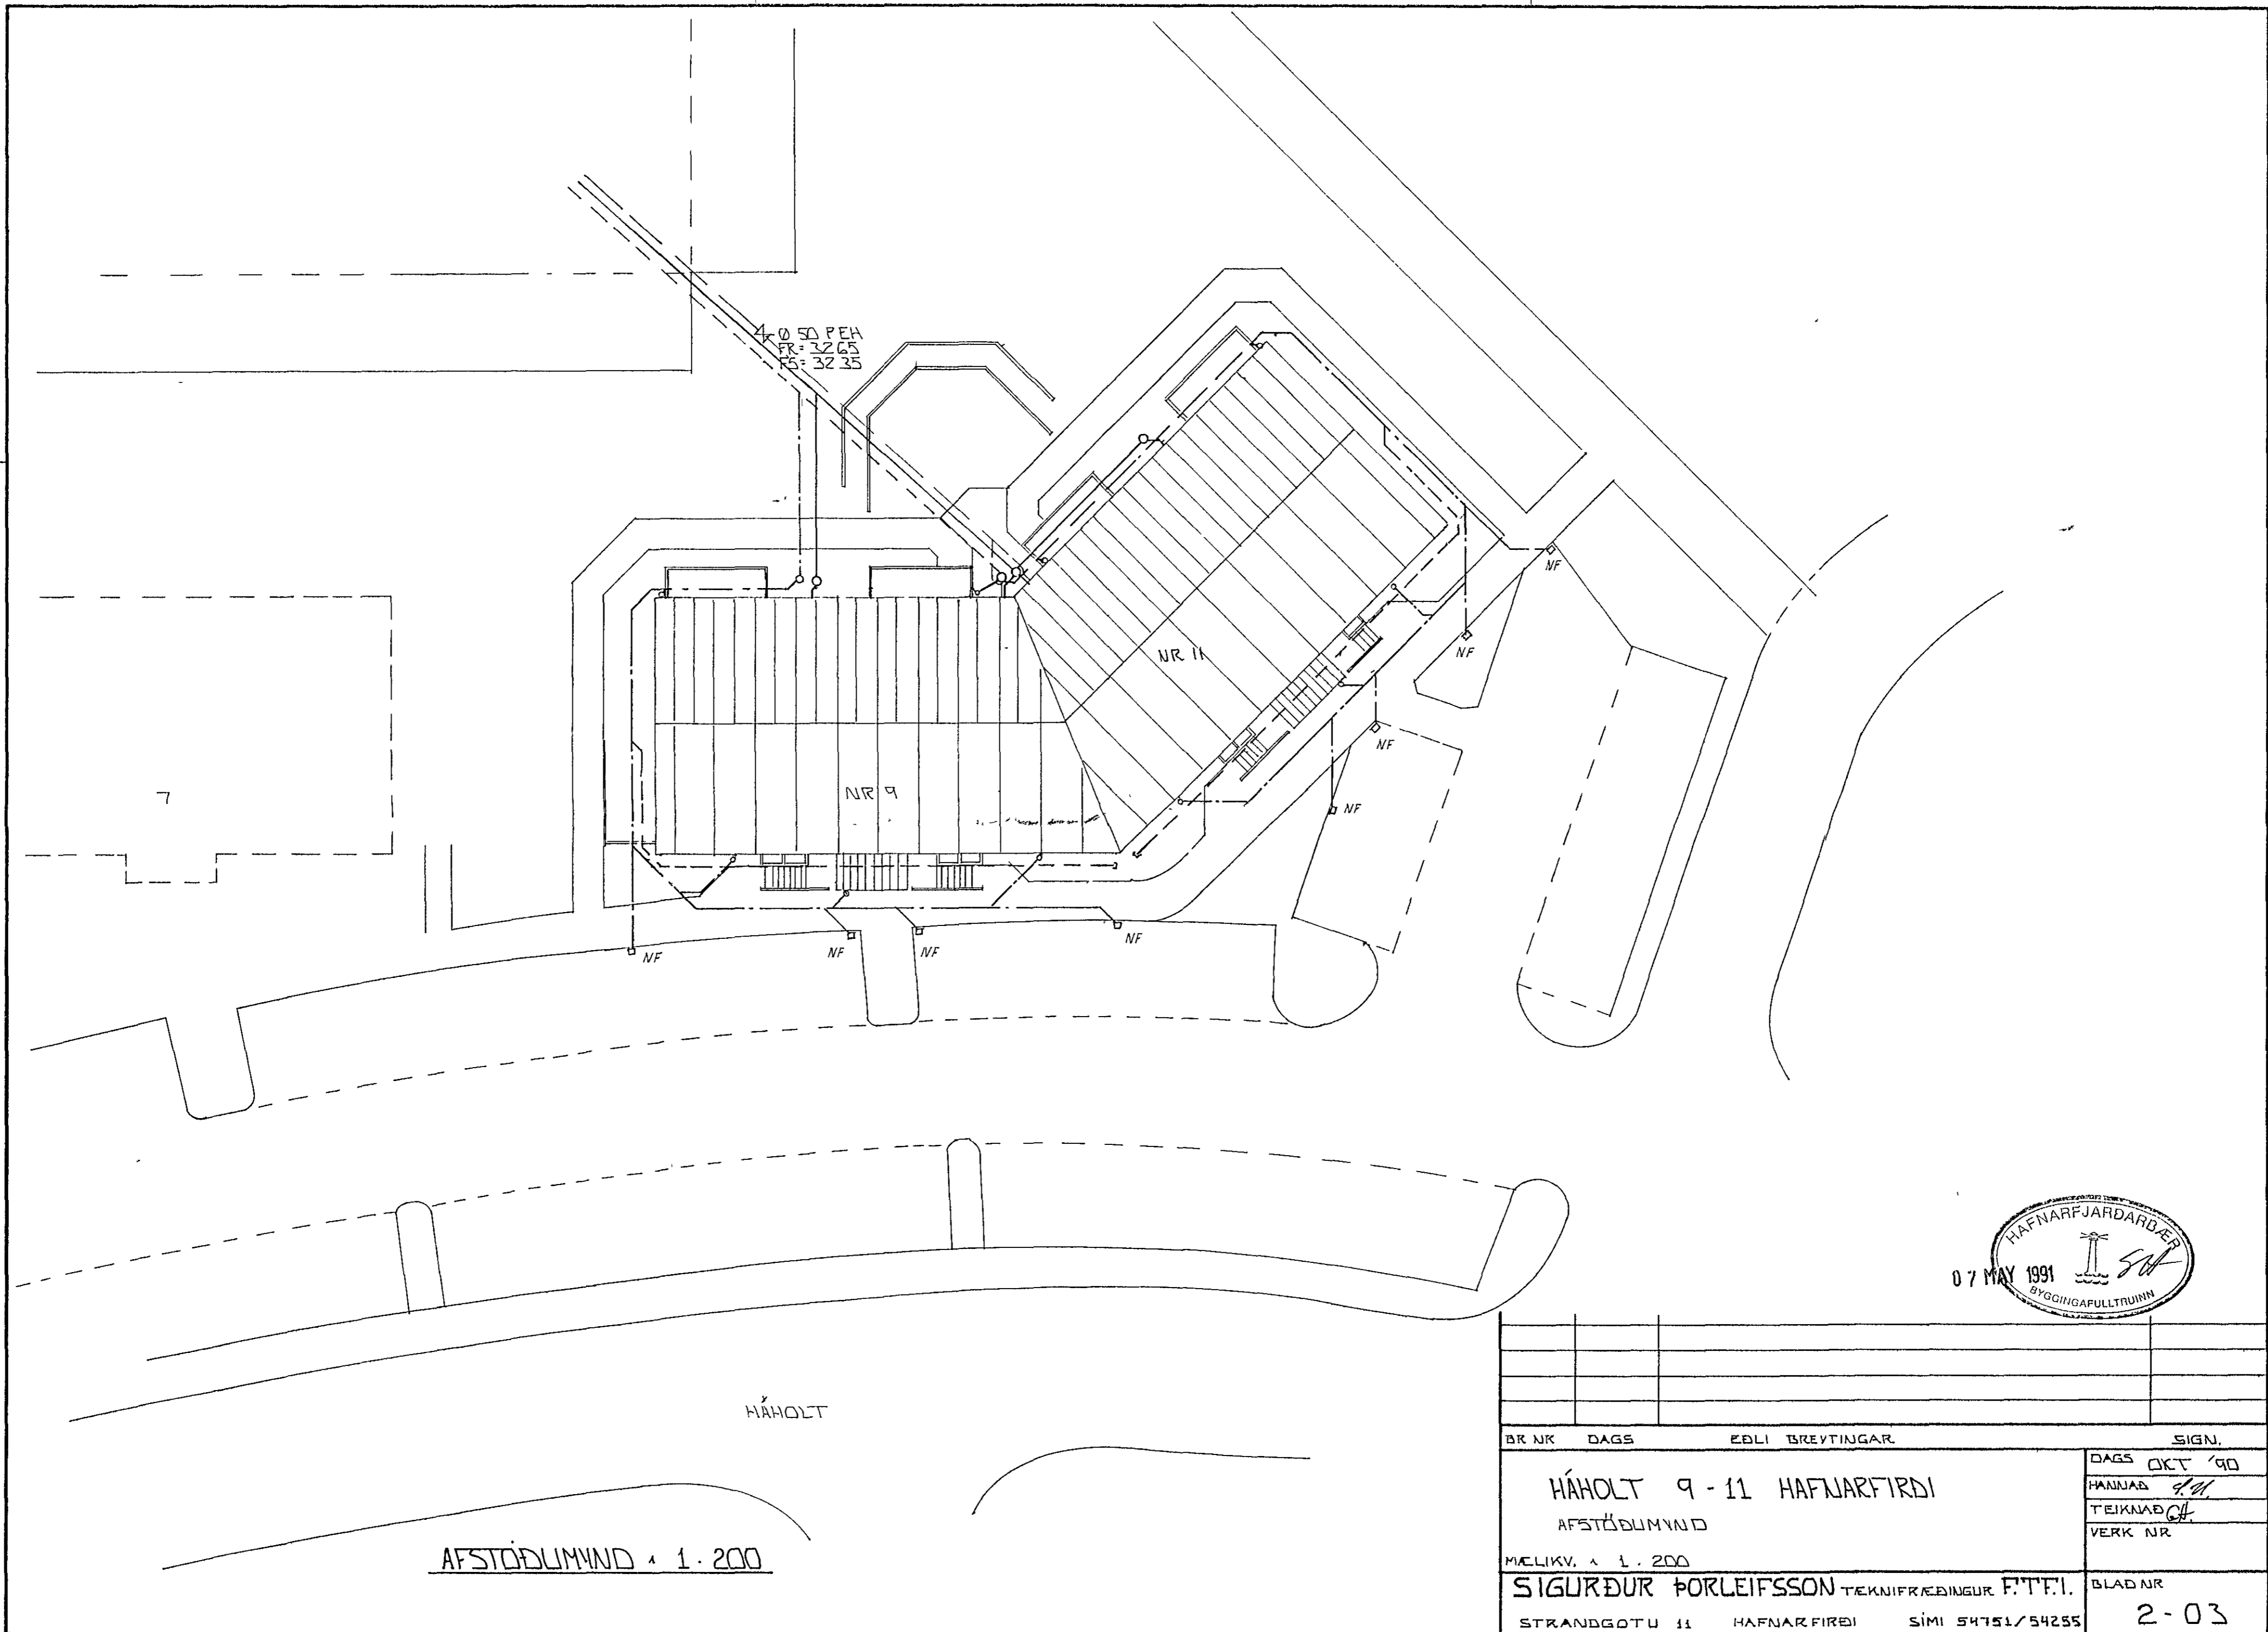 Ø 50 PEH
FR= 32.65
FS= 32.35
NR 11
NF
NF
NF
NF
7
NR 9
NF
NF
NF
NF
HÁHOLT
AFSTÖÐUMYND 1:200
HAFNARFJARÐARBÆR
07 MAY 1991
BYGGINGAFULLTRUINN
BR NR DAGS EÐLI BREYTINGAR SIGN.
HÁHOLT 9 - 11 HAFNARFIRÐI
AFSTÖÐUMYND
MÆLIKV. 1:200
DAGS OKT '90
HANNAÐ
TEIKNAÐ
VERK NR
SIGURÐUR ÞORLEIFSSON TÆKNIFRÆÐINGUR F.T.F.I.
STRANDGÖTU 11 HAFNARFIRÐI SÍMI 54751/54255
BLAÐ NR
2-03